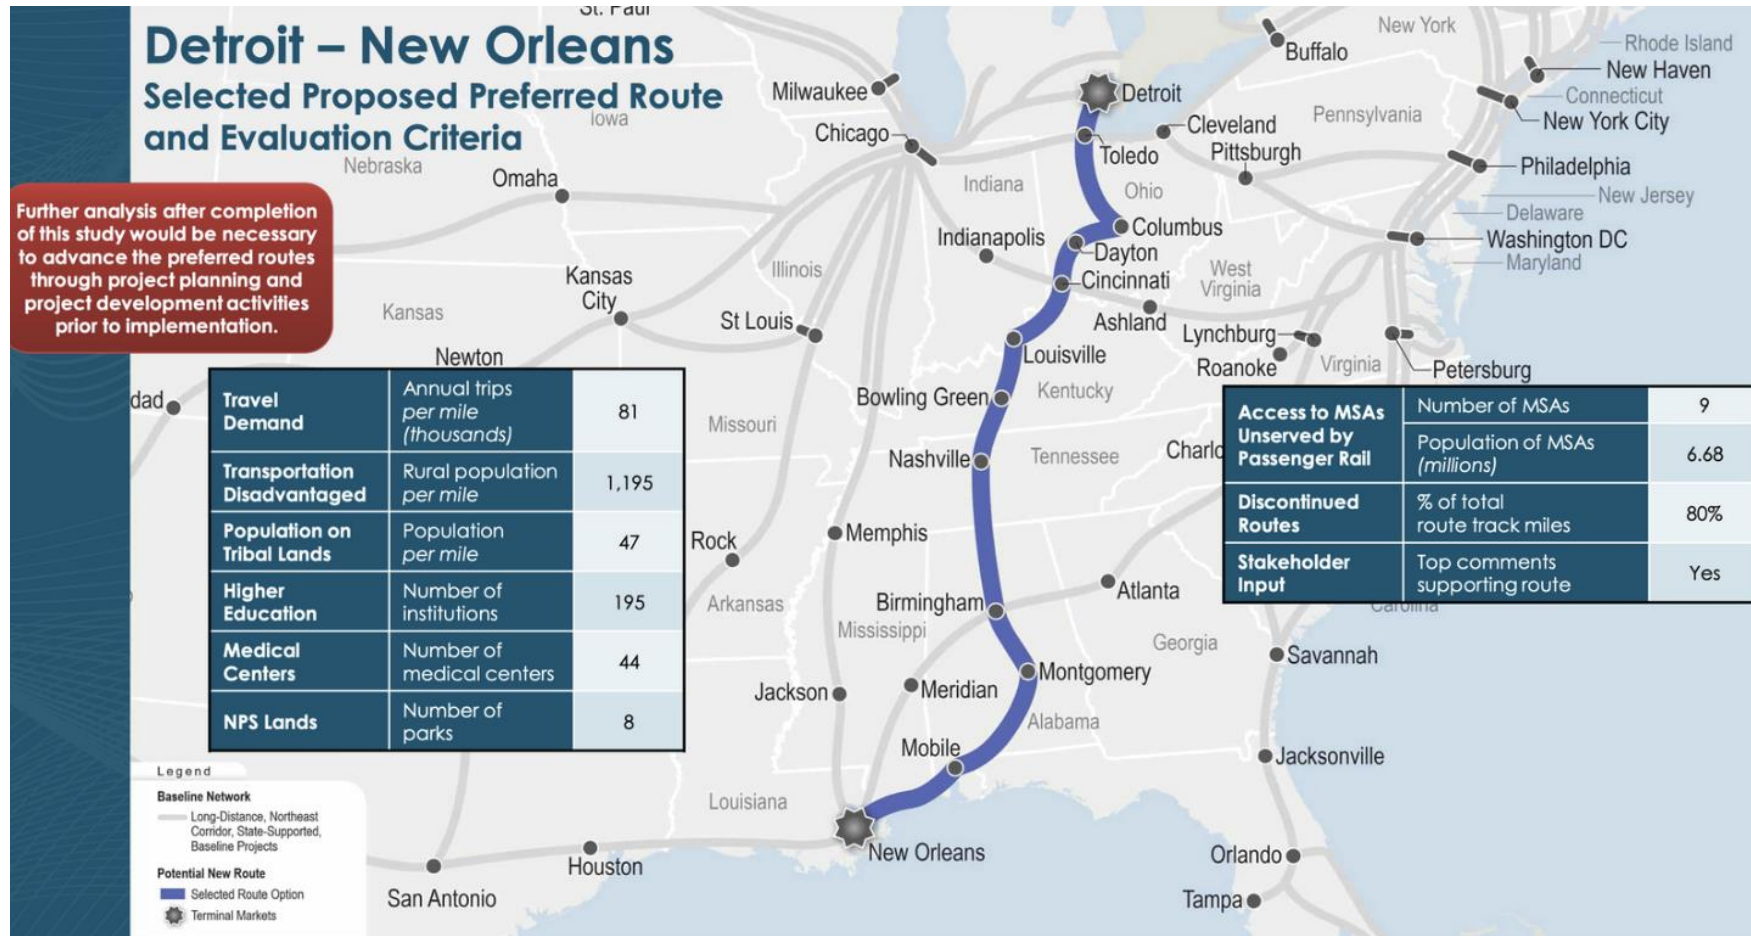 St. Paul
Detroit – New Orleans
Selected Proposed Preferred Route
and Evaluation Criteria
Further analysis after completion
of this study would be necessary
to advance the preferred routes
through project planning and
project development activities
prior to implementation.
New York
Rhode Island
Buffalo
New Haven
Connecticut
New York City
Milwaukee
Detroit
Pennsylvania
Iowa
Chicago
Cleveland
Pittsburgh
Toledo
Philadelphia
Nebraska
Omaha
Indiana
Ohio
New Jersey
Delaware
Columbus
Washington DC
Maryland
Indianapolis
Dayton
Cincinnati
West
Virginia
Illinois
Kansas
City
Kansas
St Louis
Ashland
Lynchburg
Roanoke
Virginia
Petersburg
Louisville
Newton
Kentucky
Bowling Green
dad
Missouri
Nashville
Tennessee
Charlo
Travel
Demand
Annual trips
per mile
(thousands)
81
Transportation
Disadvantaged
Rural population
per mile
1,195
Population on
Tribal Lands
Population
per mile
47
Higher
Education
Number of
institutions
195
Medical
Centers
Number of
medical centers
44
NPS Lands
Number of
parks
8
Access to MSAs
Unserved by
Passenger Rail
Number of MSAs
9
Population of MSAs
(millions)
6.68
Discontinued
Routes
% of total
route track miles
80%
Stakeholder
Input
Top comments
supporting route
Yes
Rock
Memphis
Arkansas
Birmingham
Atlanta
Mississippi
Carolina
Georgia
Savannah
Jackson
Meridian
Montgomery
Alabama
Mobile
Jacksonville
Louisiana
New Orleans
Houston
San Antonio
Orlando
Tampa
Legend
Baseline Network
Long-Distance, Northeast
Corridor, State-Supported,
Baseline Projects
Potential New Route
Selected Route Option
Terminal Markets